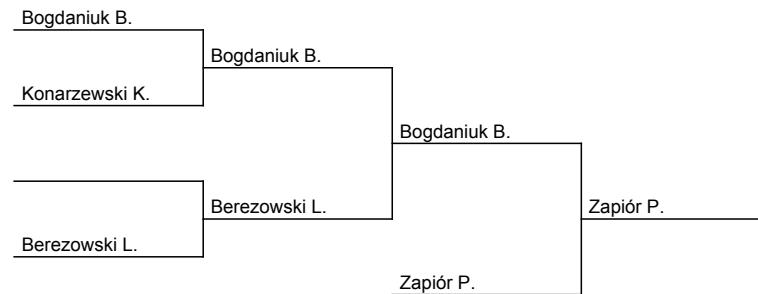 Bogdaniuk B.
Bogdaniuk B.
Konarzewski K.
Bogdaniuk B.
Berezowski L.
Zapiór P.
Berezowski L.
Zapiór P.